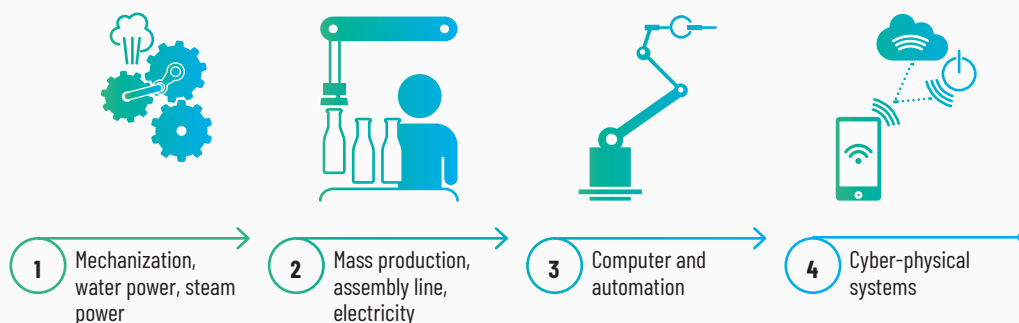 1
Mechanization,
water power, steam
power
2
Mass production,
assembly line,
electricity
3
Computer and
automation
4
Cyber-physical
systems